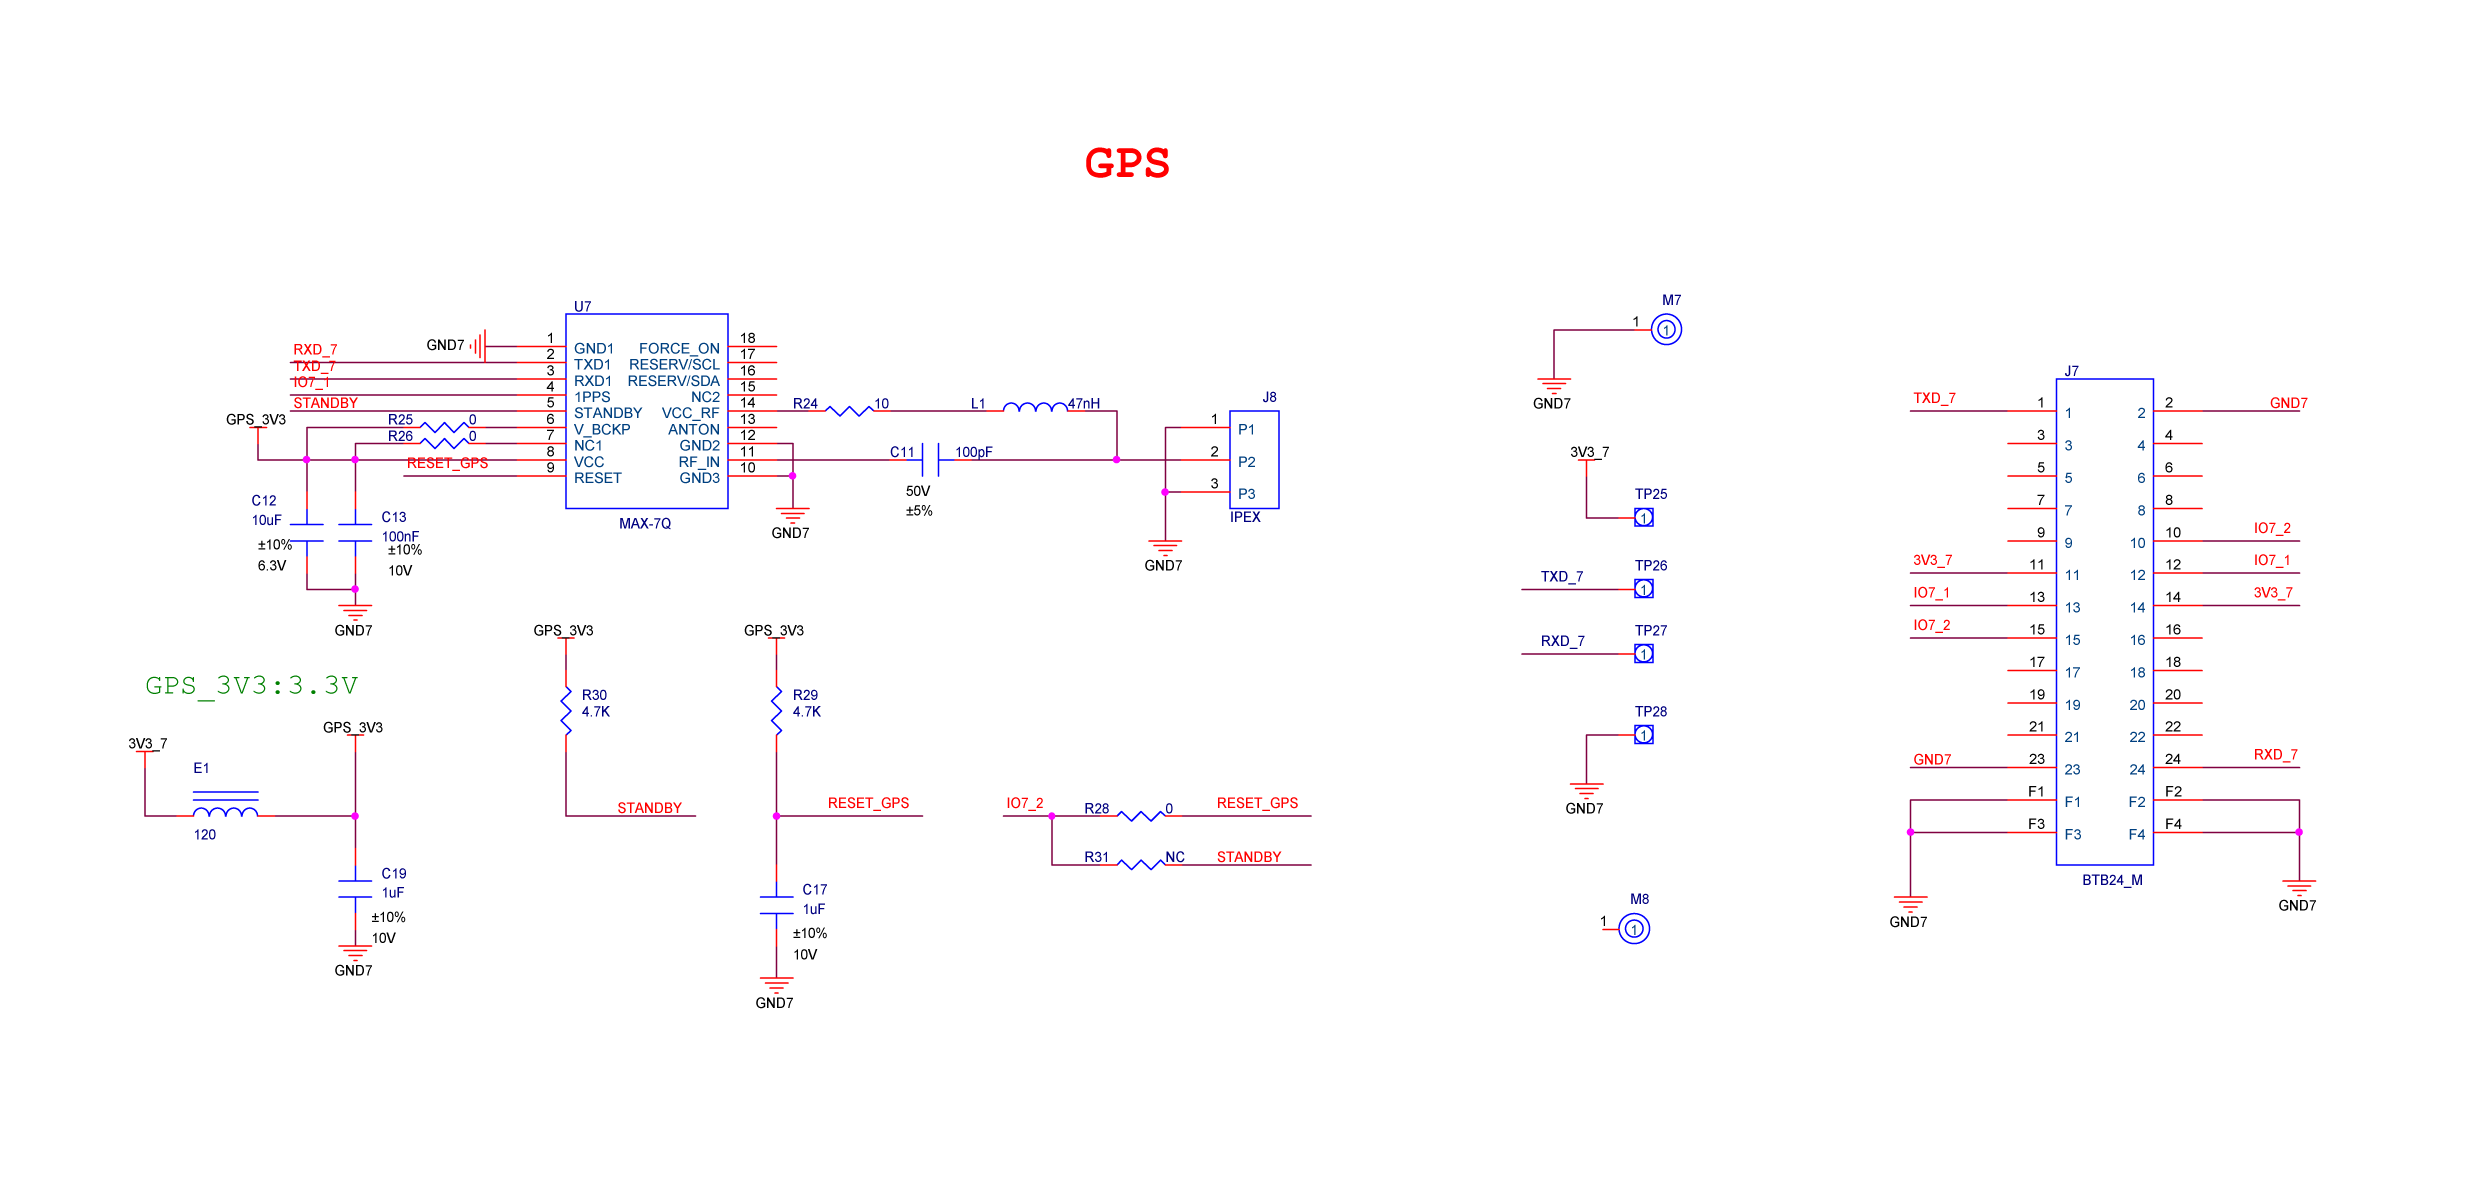 GPS
U7
GND7
1
GND1
FORCE_ON
18
RXD_7
2
TXD1
RESERV/SCL
17
TXD_7
3
RXD1
RESERV/SDA
16
IO7_1
4
1PPS
NC2
15
STANDBY
5
STANDBY
VCC_RF
14
R25
0
6
V_BCKP
ANTON
13
R26
0
7
NC1
GND2
12
GPS_3V3
8
VCC
RF_IN
11
RESET_GPS
9
RESET
GND3
10
MAX-7Q
GND7
C12
10uF
±10%
6.3V
C13
100nF
±10%
10V
GND7
R24
10
L1
47nH
C11
100pF
50V
±5%
J8
1
P1
2
P2
3
P3
IPEX
GND7
GPS_3V3:3.3V
3V3_7
E1
120
GPS_3V3
C19
1uF
±10%
10V
GND7
GPS_3V3
R30
4.7K
STANDBY
GPS_3V3
R29
4.7K
RESET_GPS
C17
1uF
±10%
10V
GND7
IO7_2
R28
0
RESET_GPS
R31
NC
STANDBY
M7
1
1
GND7
3V3_7
TP25
1
TXD_7
TP26
1
RXD_7
TP27
1
TP28
1
GND7
M8
1
1
J7
TXD_7
1
1
2
2
GND7
3
3
4
4
5
5
6
6
7
7
8
8
9
9
10
10
IO7_2
3V3_7
11
11
12
12
IO7_1
IO7_1
13
13
14
14
3V3_7
IO7_2
15
15
16
16
17
17
18
18
19
19
20
20
21
21
22
22
GND7
23
23
24
24
RXD_7
F1
F1
F2
F2
F3
F3
F4
F4
BTB24_M
GND7
GND7